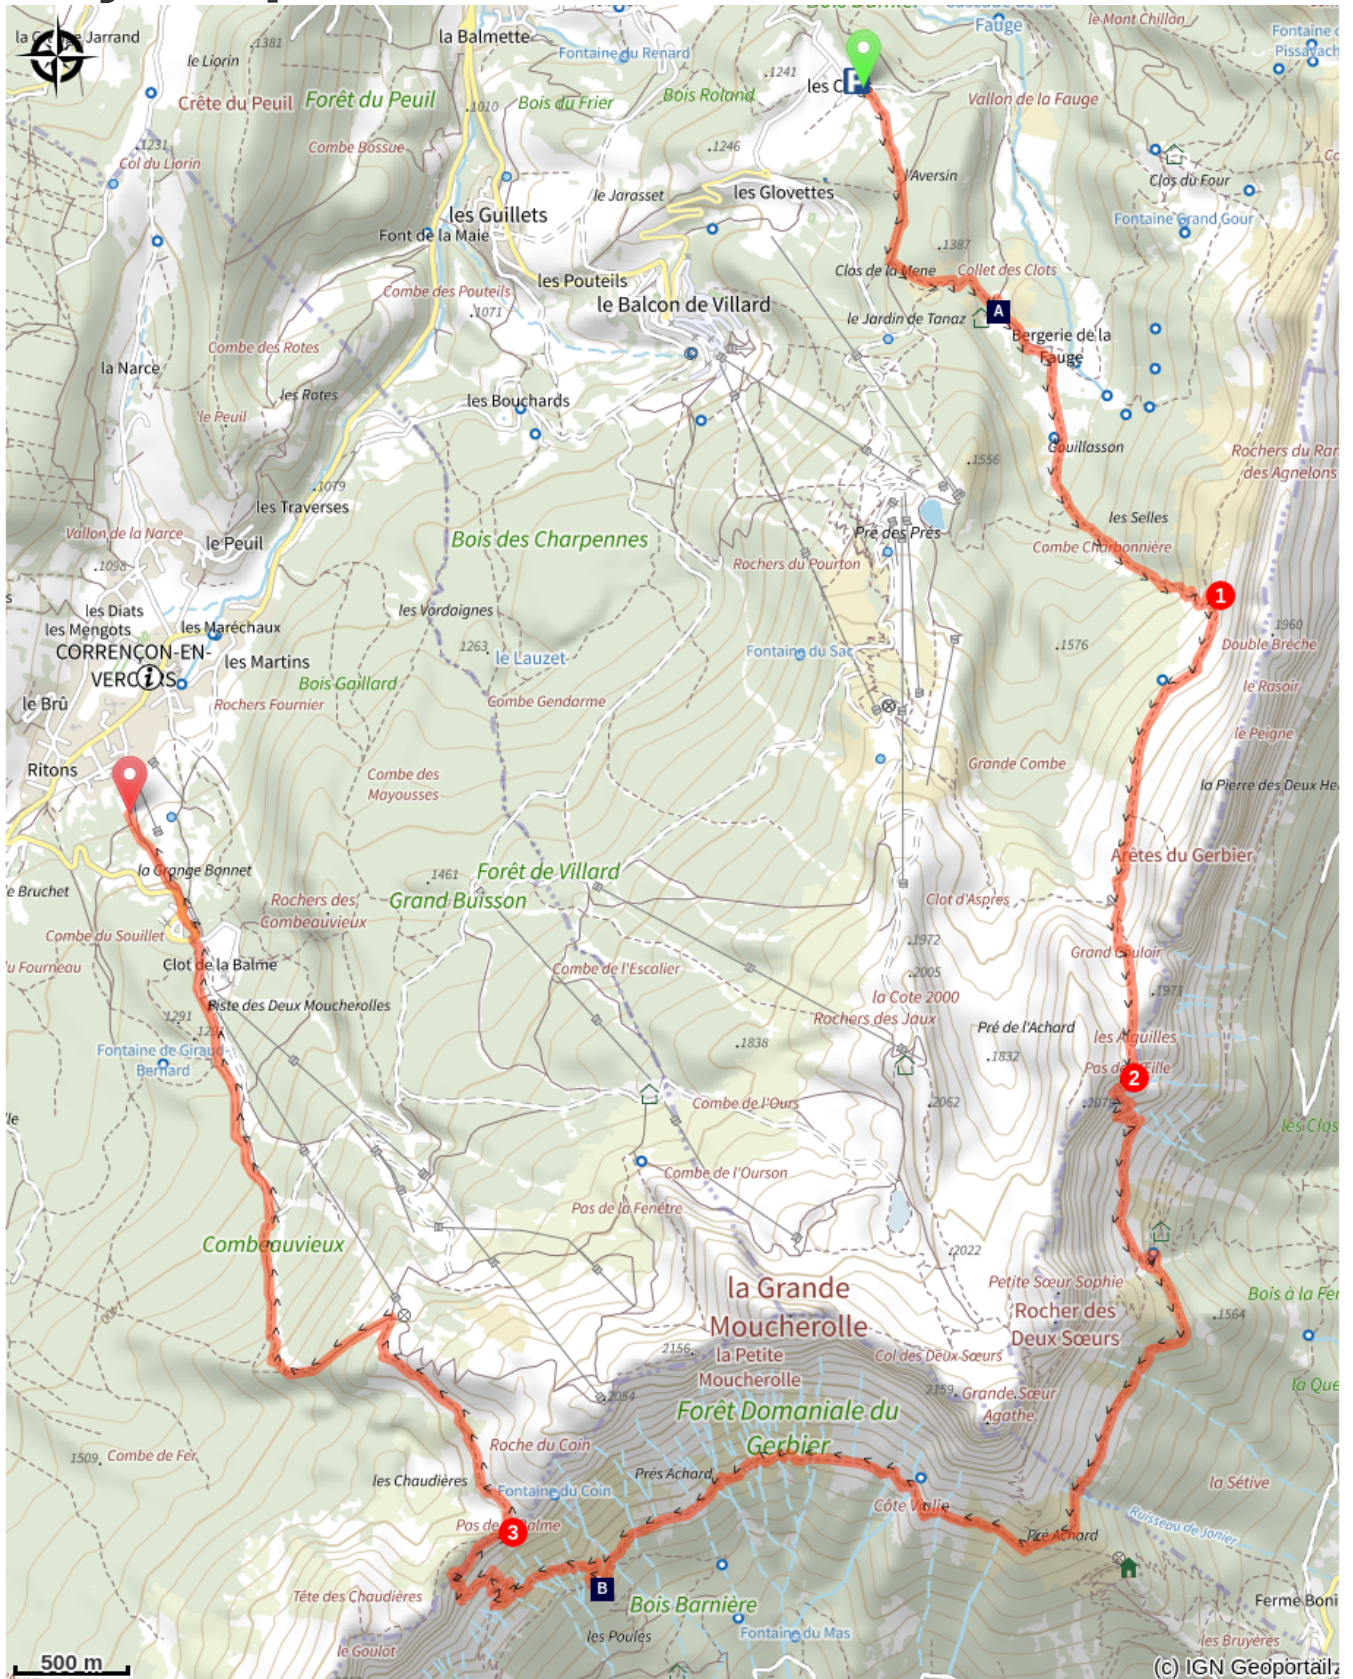 la Balmette
le Mont Chillon
Cascade de la
Fauge
.1381
le Liorin
Fontaine du Renard
.1241
les C
P
Crête du Peuil
Forêt du Peuil
.1010
Bois du Frier
Bois Roland
Vallon de la Fauge
.1231
Col du Liorin
Combe Bossue
.1246
l'Aversin
Clos du Four
le Jarasset
les Glovettes
les Guillets
Font de la Maie
Fontaine Grand Gour
.1387
les Pouteils
Clos de la Mene
Collet des Clots
Combe des Pouteils
le Balcon de Villard
.1071
A
le Jardin de Tanaz
Bergerie de la
Fauge
Combe des Rotes
la Narce
les Rates
les Bouchards
le Peuil
Gouillasson
Rochers du
des Agnelons
.1556
.1079
les Traverses
les Selles
Vallon de la Narce
le Peuil
Bois des Charpennes
Pré des Prés
Combe Charbonnière
.1098
Rochers du Pourton
1
les Diats
les Vordaignes
les Mengots
les Maréchaux
.1960
CORRENÇON-EN-
VERCORS
les Martins
1263
le Lauzet
Fontaine du Sac
.1576
Double Brèche
Bois Gaillard
le Rasoir
le Brû
Rochers Fournier
Combe Gendarme
le Peigne
Ritons
Combe des
Mayousses
Grande Combe
la Pierre des Deux
Arêtes du Gerbier
la Grange Bonnet
.1461
Forêt de Villard
Grand Buisson
e Bruchet
Rochers des
Combeauvieux
Clot d'Aspres
Combe du Souillet
.1972
Grand Couloir
u Fourneau
Clot de la Balme
Combe de l'Escalier
.2005
.1971
Piste des Deux Moucherolles
la Cote 2000
Rochers des Jaux
Pré de l'Achard
1291
les Aiguilles
Fontaine de Giraud-
Bernard
.1838
.1832
2
Combe de l'Ours
.2062
.2079
les Clos
Combe de l'Ourson
Pas de la Fenêtre
Combeauvieux
.2022
la Grande
Moucherolle
Petite Sœur Sophie
Rocher des
Deux Sœurs
.1564
1400
2156
la Petite
Moucherolle
Col des Deux Sœurs
2159
Grande Sœur
Agathe
.2054
la Que
Forêt Domaniale du
Gerbier
Roche du Coin
1509
Combe de Fer
Prés Achard
les Chaudières
Fontaine du Coin
la Sétive
Côte Vieille
Ruisseau de Jonier
3
Pré Achard
B
Tête des Chaudières
Bois Barnière
Ferme Boni
Fontaine du Mas
les Poules
le Goulot
les Bruyères
500 m
(c) IGN Geoportail